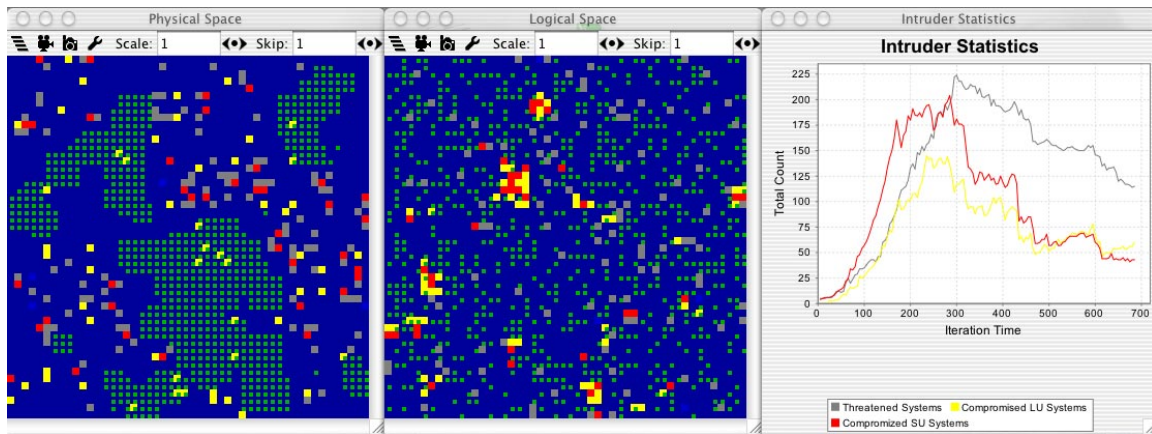 Physical Space
Scale: 1 Skip: 1
Logical Space
Scale: 1 Skip: 1
Intruder Statistics
Intruder Statistics
225
200
175
150
125
100
75
50
25
0
Total Count
0 100 200 300 400 500 600 700
Iteration Time
Threatened Systems Compromised LU Systems
Compromized SU Systems